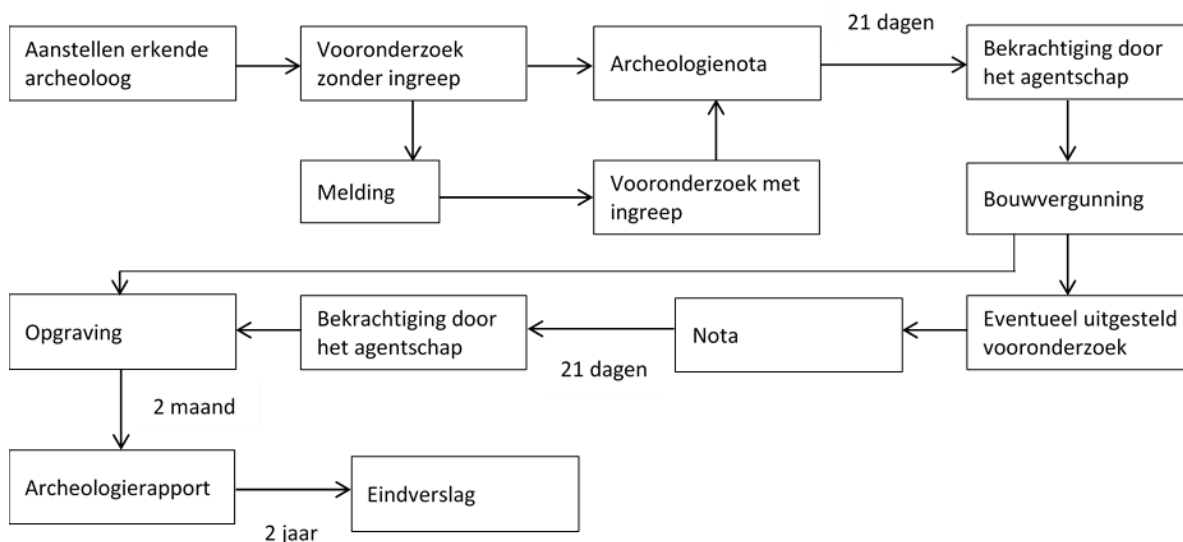 21 dagen
Aanstellen erkende
archeoloog
Vooronderzoek
zonder ingreep
Archeologienota
Bekrachtiging door
het agentschap
Melding
Vooronderzoek met
ingreep
Bouwvergunning
Opgraving
Bekrachtiging door
het agentschap
Nota
Eventueel uitgesteld
vooronderzoek
21 dagen
2 maand
Archeologierapport
Eindverslag
2 jaar